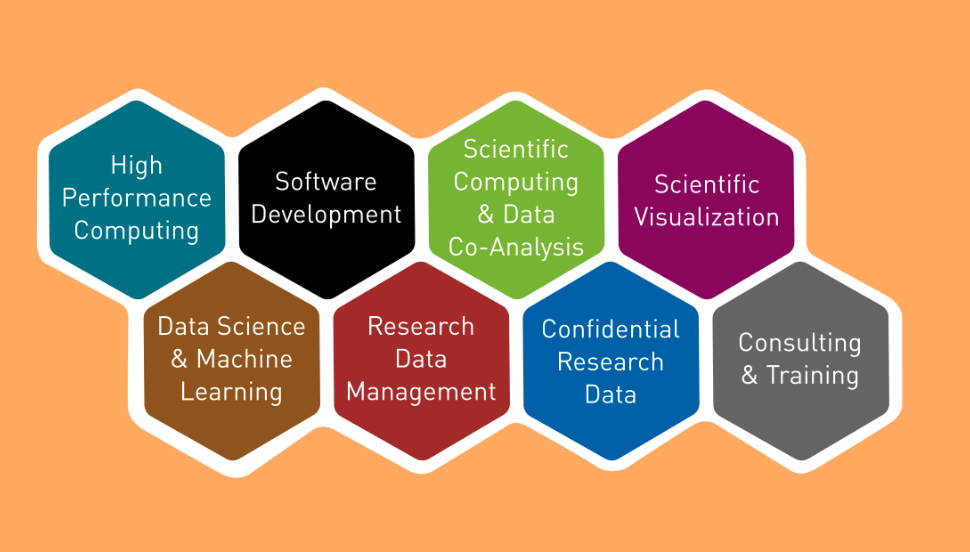 High
Performance
Computing
Software
Development
Scientific
Computing
& Data
Co-Analysis
Scientific
Visualization
Data Science
& Machine
Learning
Research
Data
Management
Confidential
Research
Data
Consulting
& Training